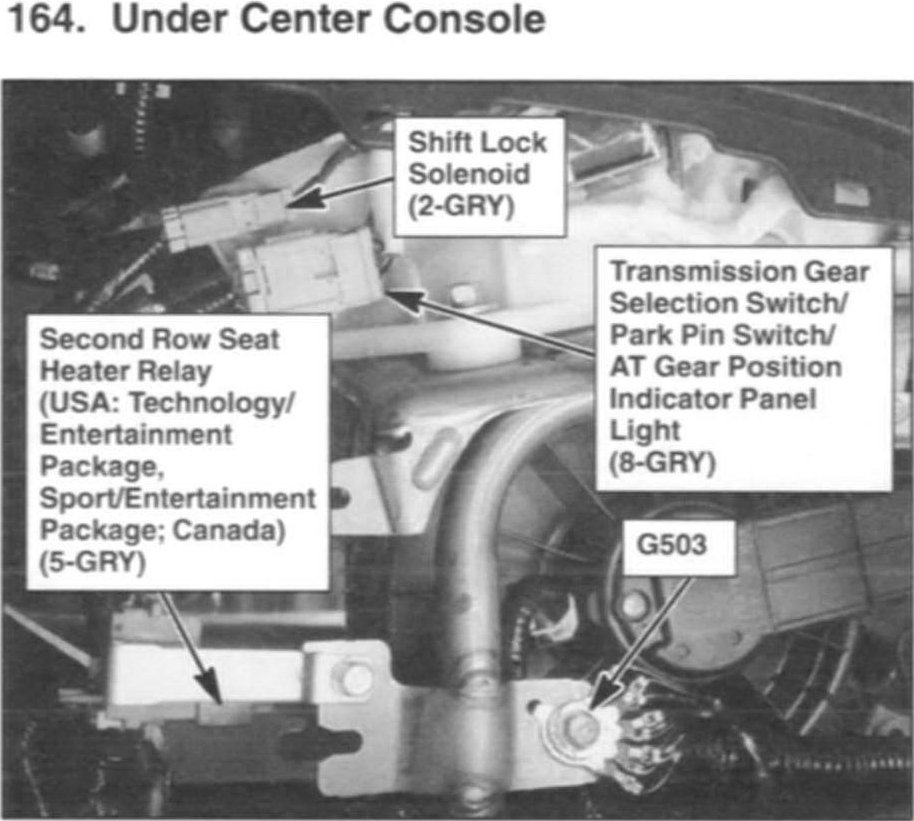 164. Under Center Console
Shift Lock
Solenoid
(2-GRY)
Transmission Gear
Selection Switch/
Park Pin Switch/
AT Gear Position
Indicator Panel
Light
(8-GRY)
Second Row Seat
Heater Relay
(USA: Technology/
Entertainment
Package,
Sport/Entertainment
Package; Canada)
(5-GRY)
G503